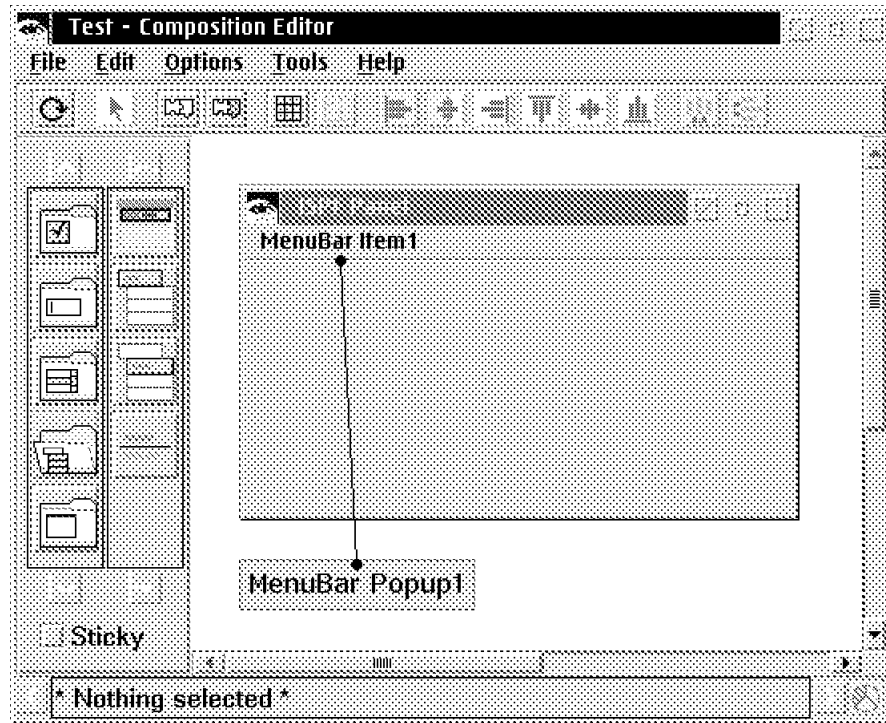 Test - Composition Editor
File Edit Options Tools Help
MenuBar Item1
MenuBar Popup1
Sticky
* Nothing selected *